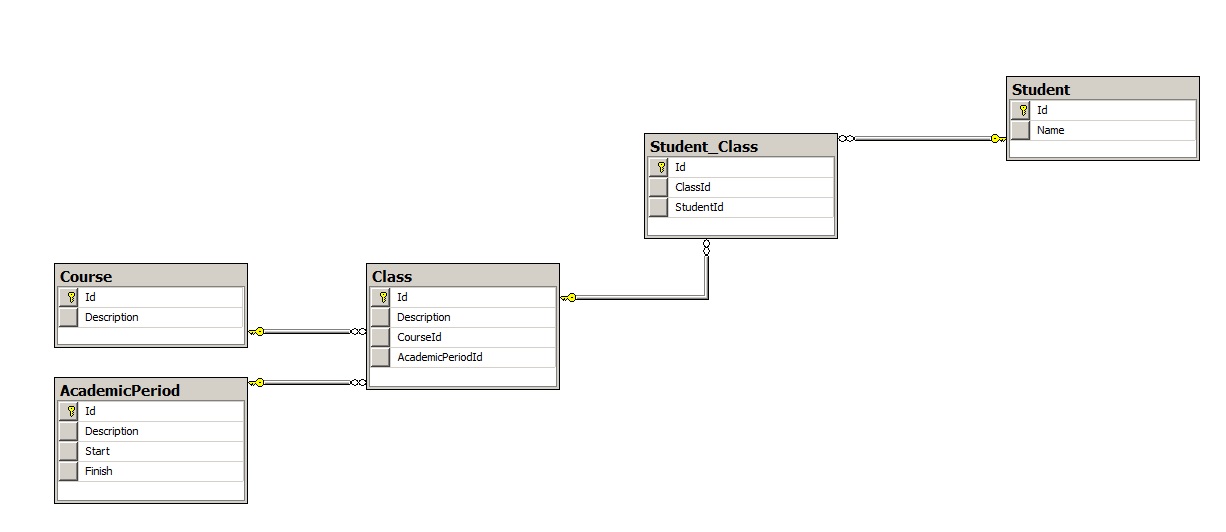 Student
Id
Name
Student_Class
Id
ClassId
StudentId
Course
Id
Description
Class
Id
Description
CourseId
AcademicPeriodId
AcademicPeriod
Id
Description
Start
Finish